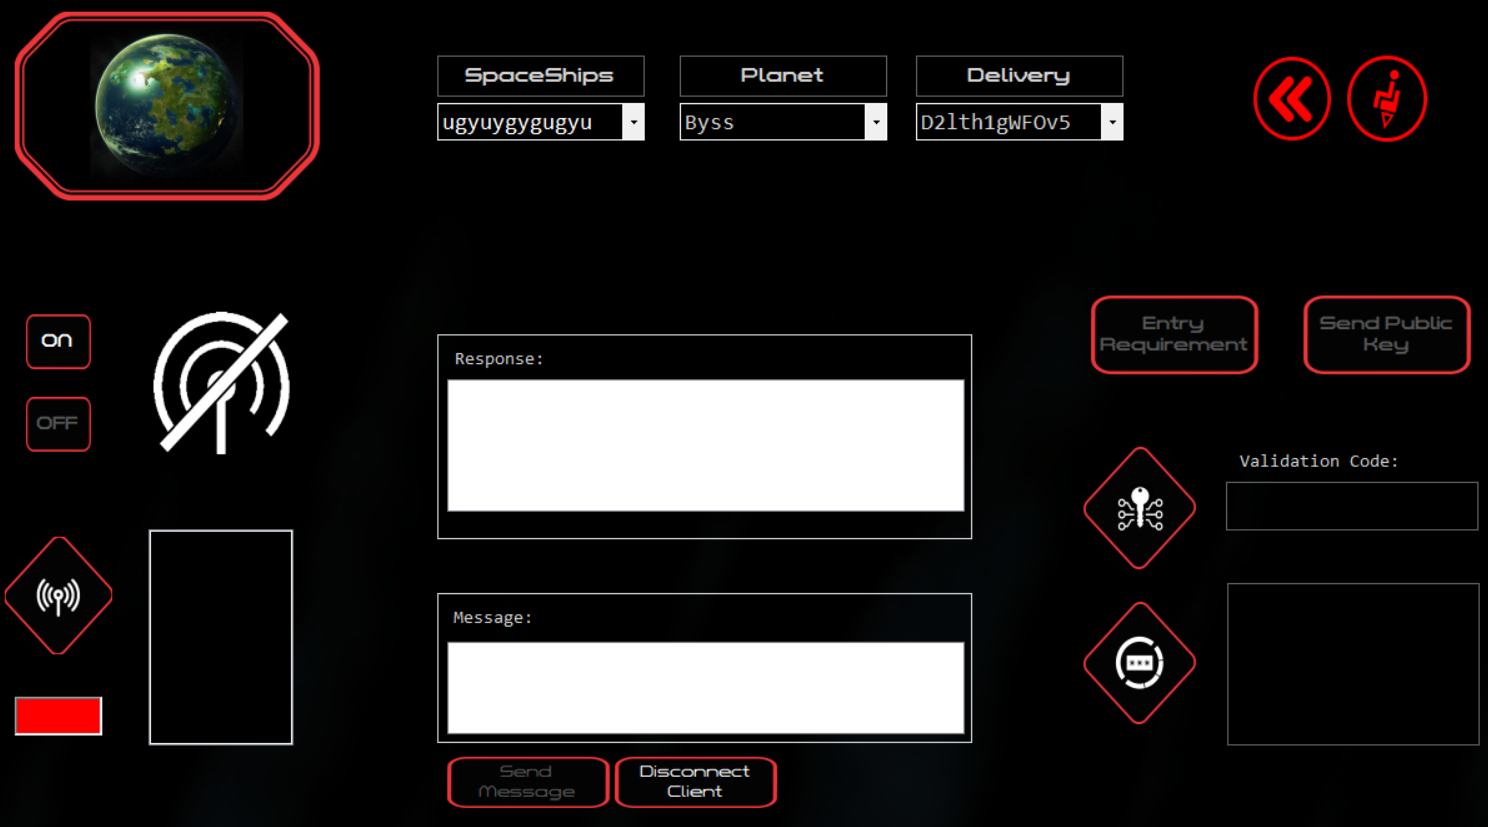 SpaceShips
Planet
Delivery
ugyuygygugyu
Byss
D2lth1gWFOv5
Entry
Requirement
Send Public
Key
ON
OFF
Response:
Validation Code:
Message:
Send
Message
Disconnect
Client